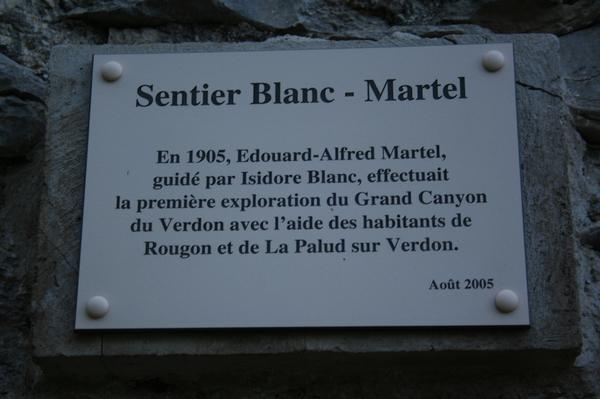 Sentier Blanc - Martel
En 1905, Edouard-Alfred Martel,
guidé par Isidore Blanc, effectuait
la première exploration du Grand Canyon
du Verdon avec l'aide des habitants de
Rougon et de La Palud sur Verdon.
Août 2005